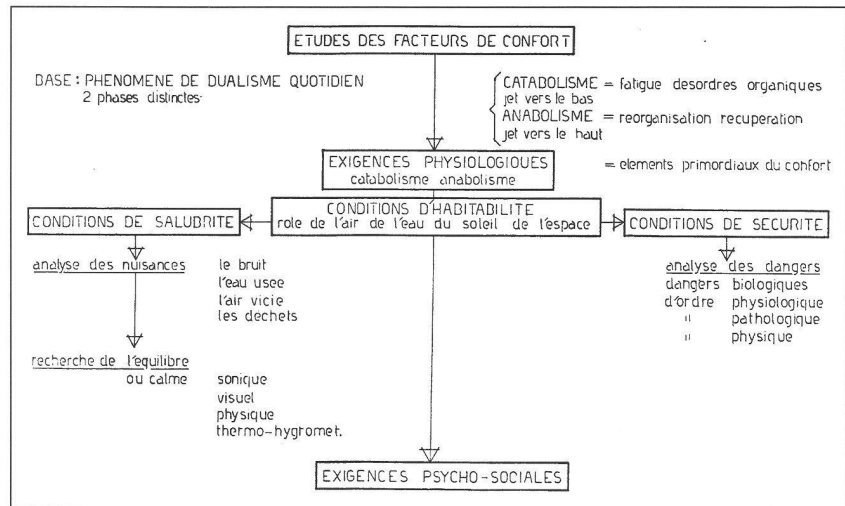 ETUDES DES FACTEURS DE CONFORT
BASE : PHENOMENE DE DUALISME QUOTIDIEN
2 phases distinctes
CATABOLISME = fatigue desordres organiques
jet vers le bas
ANABOLISME = reorganisation recuperation
jet vers le haut
EXIGENCES PHYSIOLOGIQUES
catabolisme anabolisme
= elements primordiaux du confort
CONDITIONS D'HABITABILITE
role de l'air de l'eau du soleil de l'espace
CONDITIONS DE SALUBRITE
CONDITIONS DE SECURITE
analyse des nuisances le bruit
l'eau usee
l'air vicie
les dechets
analyse des dangers
dangers biologiques
d'ordre physiologique
" pathologique
" physique
recherche de l'equilibre
ou calme sonique
visuel
physique
thermo-hygromet.
EXIGENCES PSYCHO-SOCIALES